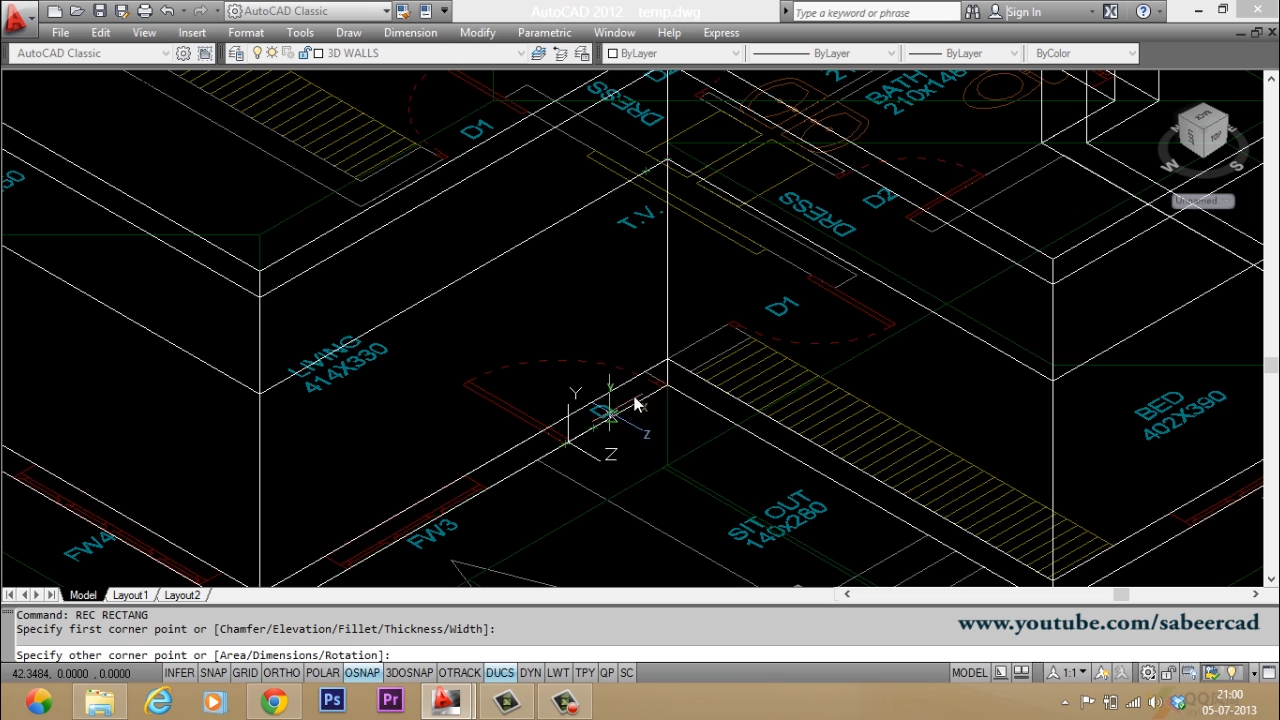 AutoCAD Classic
AutoCAD 2012 temp.dwg
Type a keyword or phrase
Sign In
File Edit View Insert Format Tools Draw Dimension Modify Parametric Window Help Express
AutoCAD Classic
3D WALLS
ByLayer
ByLayer
ByLayer
ByColor
D1
DRESS
BATH
210x146
D2
DRESS
T.V.
D1
LIVING
414X330
Y
Z
Z
BED
402X390
SIT OUT
140x280
FW4
FW3
TOP
W
S
Unnamed
Model Layout1 Layout2
Command: REC RECTANG
Specify first corner point or [Chamfer/Elevation/Fillet/Thickness/Width]:
www.youtube.com/sabeercad
Specify other corner point or [Area/Dimensions/Rotation]:
42.3484, 0.0000 , 0.0000
INFER SNAP GRID ORTHO POLAR OSNAP 3DOSNAP OTRACK DUCS DYN LWT TPY QP SC
MODEL
1:1
Ps
Pr
21:00
05-07-2013